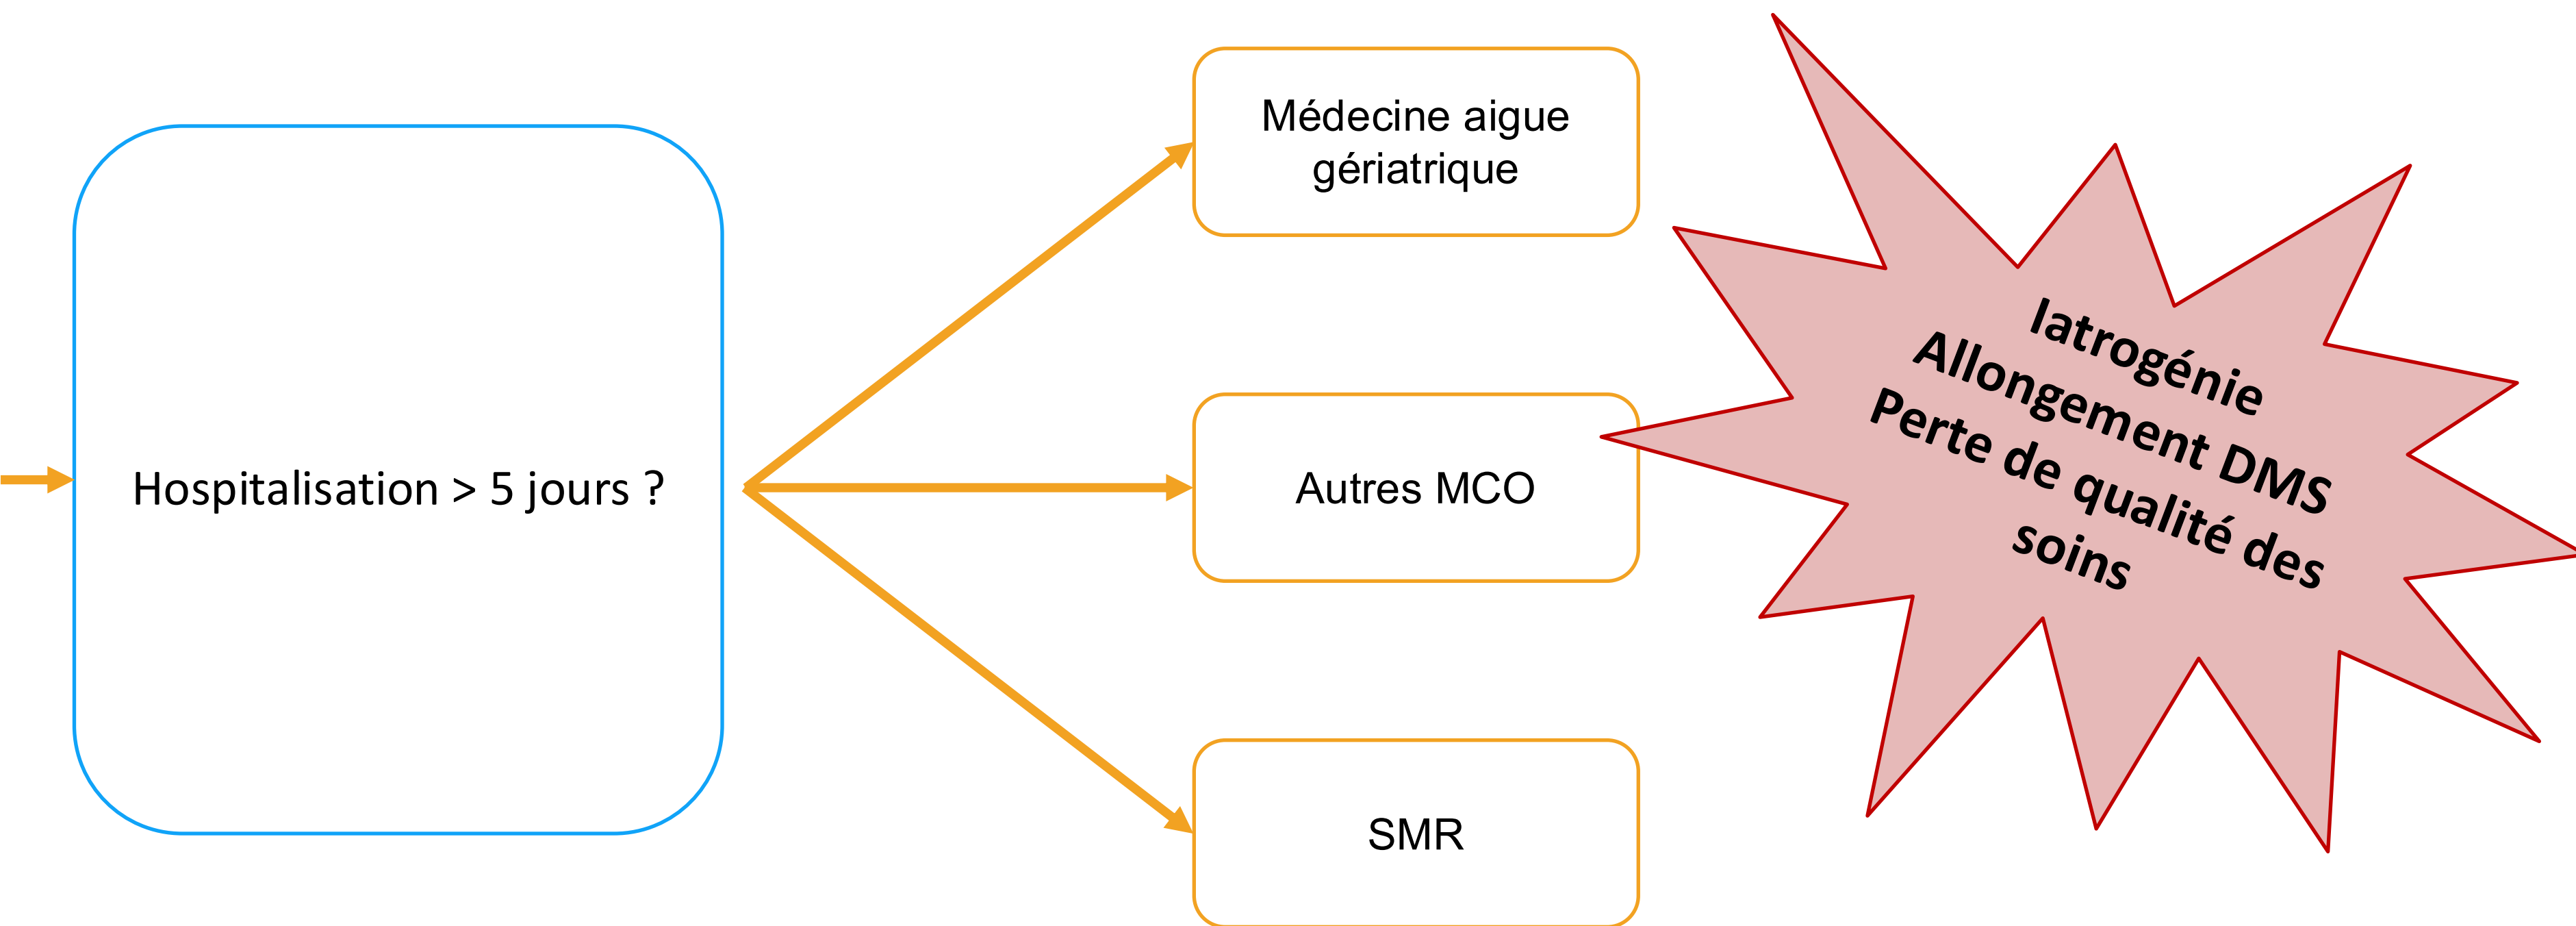 Hospitalisation > 5 jours ?
Médecine aigue
gériatrique
Autres MCO
SMR
Iatrogénie
Allongement DMS
Perte de qualité des
soins